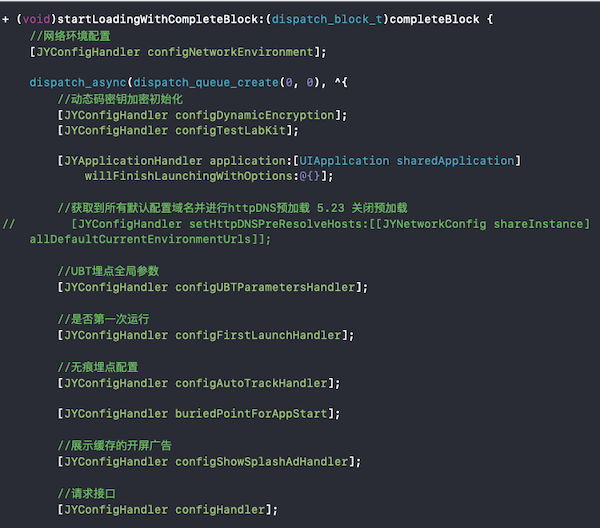 + (void)startLoadingWithCompleteBlock:(dispatch_block_t)completeBlock {
    //网络环境配置
    [JYConfigHandler configNetworkEnvironment];

    dispatch_async(dispatch_queue_create(0, 0), ^{
        //动态码密钥加密初始化
        [JYConfigHandler configDynamicEncryption];
        [JYConfigHandler configTestLabKit];

        [JYApplicationHandler application:[UIApplication sharedApplication]
            willFinishLaunchingWithOptions:@{}];

        //获取到所有默认配置域名并进行httpDNS预加载 5.23 关闭预加载
//        [JYConfigHandler setHttpDNSPreResolveHosts:[[JYNetworkConfig shareInstance]
    allDefaultCurrentEnvironmentUrls]];

        //UBT埋点全局参数
        [JYConfigHandler configUBTParametersHandler];

        //是否第一次运行
        [JYConfigHandler configFirstLaunchHandler];

        //无痕埋点配置
        [JYConfigHandler configAutoTrackHandler];

        [JYConfigHandler buriedPointForAppStart];

        //展示缓存的开屏广告
        [JYConfigHandler configShowSplashAdHandler];

        //请求接口
        [JYConfigHandler configHandler];